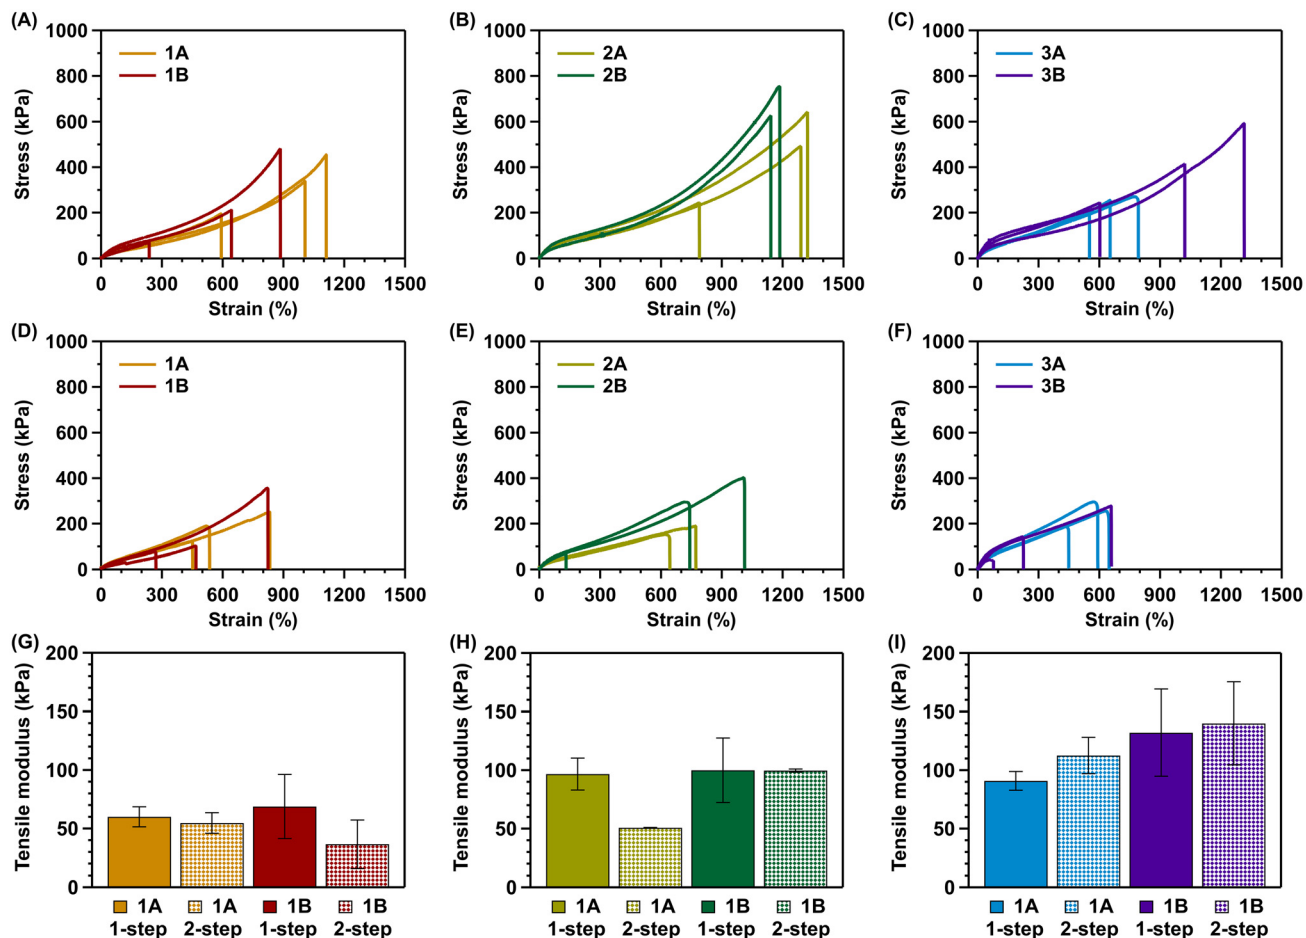 (A)
1000
800
600
400
200
0
Stress (kPa)
1A
1B
0 300 600 900 1200 1500
Strain (%)
(B)
1000
800
600
400
200
0
Stress (kPa)
2A
2B
0 300 600 900 1200 1500
Strain (%)
(C)
1000
800
600
400
200
0
Stress (kPa)
3A
3B
0 300 600 900 1200 1500
Strain (%)
(D)
1000
800
600
400
200
0
Stress (kPa)
1A
1B
0 300 600 900 1200 1500
Strain (%)
(E)
1000
800
600
400
200
0
Stress (kPa)
2A
2B
0 300 600 900 1200 1500
Strain (%)
(F)
1000
800
600
400
200
0
Stress (kPa)
3A
3B
0 300 600 900 1200 1500
Strain (%)
(G)
200
150
100
50
0
Tensile modulus (kPa)
1A 1A 1B 1B
1-step 2-step 1-step 2-step
(H)
200
150
100
50
0
Tensile modulus (kPa)
1A 1A 1B 1B
1-step 2-step 1-step 2-step
(I)
200
150
100
50
0
Tensile modulus (kPa)
1A 1A 1B 1B
1-step 2-step 1-step 2-step